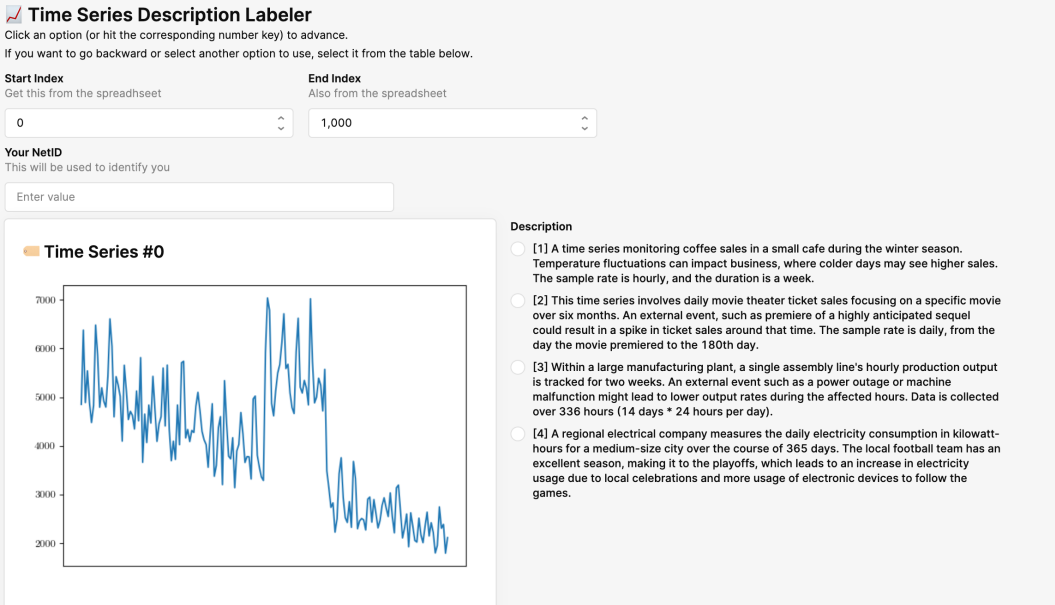 Time Series Description Labeler
Click an option (or hit the corresponding number key) to advance.
If you want to go backward or select another option to use, select it from the table below.
Start Index
Get this from the spreadhseet
0
End Index
Also from the spreadsheet
1,000
Your NetID
This will be used to identify you
Enter value
Time Series #0
7000
6000
5000
4000
3000
2000
Description
[1] A time series monitoring coffee sales in a small cafe during the winter season.
Temperature fluctuations can impact business, where colder days may see higher sales.
The sample rate is hourly, and the duration is a week.
[2] This time series involves daily movie theater ticket sales focusing on a specific movie
over six months. An external event, such as premiere of a highly anticipated sequel
could result in a spike in ticket sales around that time. The sample rate is daily, from the
day the movie premiered to the 180th day.
[3] Within a large manufacturing plant, a single assembly line's hourly production output
is tracked for two weeks. An external event such as a power outage or machine
malfunction might lead to lower output rates during the affected hours. Data is collected
over 336 hours (14 days * 24 hours per day).
[4] A regional electrical company measures the daily electricity consumption in kilowatt-
hours for a medium-size city over the course of 365 days. The local football team has an
excellent season, making it to the playoffs, which leads to an increase in electricity
usage due to local celebrations and more usage of electronic devices to follow the
games.